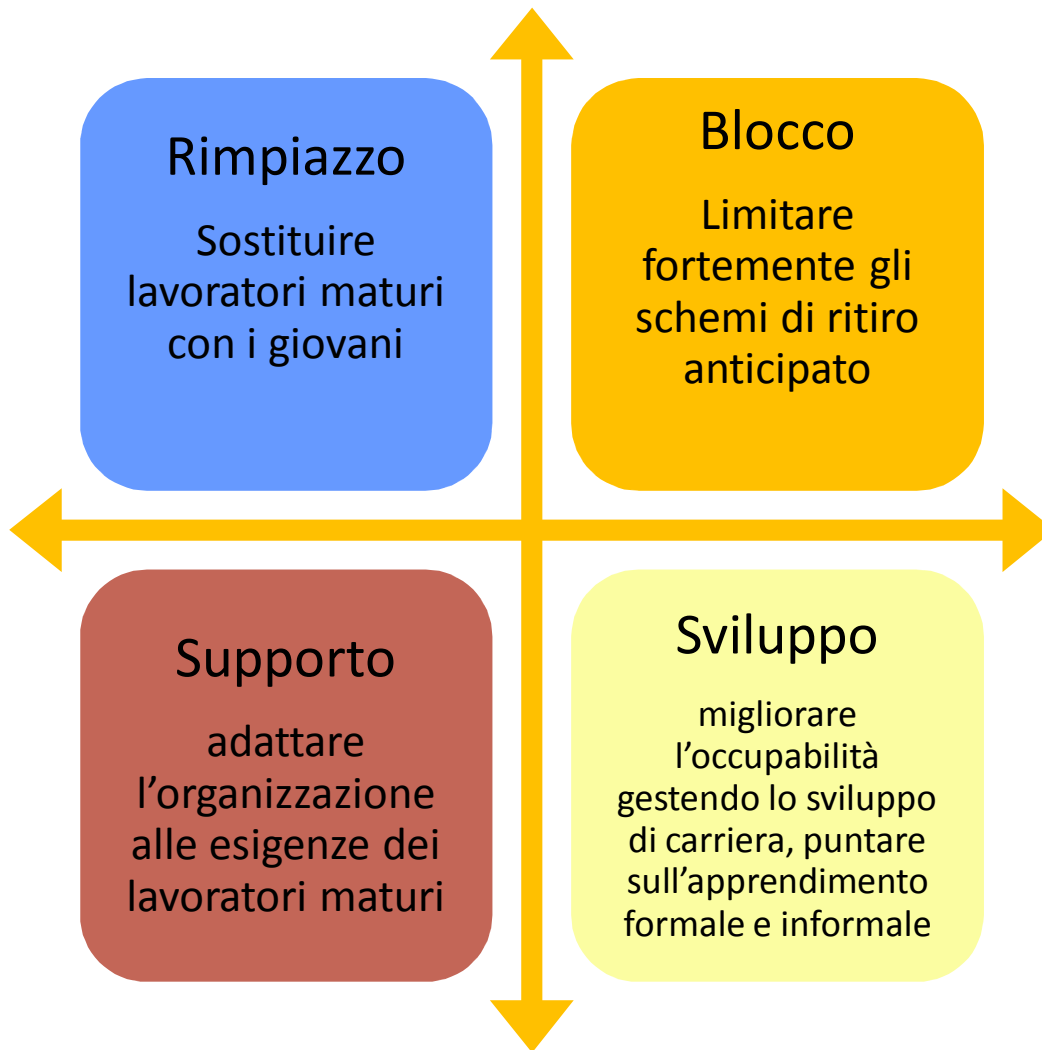 Rimpiazzo
Sostituire
lavoratori maturi
con i giovani
Blocco
Limitare
fortemente gli
schemi di ritiro
anticipato
Supporto
adattare
l’organizzazione
alle esigenze dei
lavoratori maturi
Sviluppo
migliorare
l’occupabilità
gestendo lo sviluppo
di carriera, puntare
sull’apprendimento
formale e informale